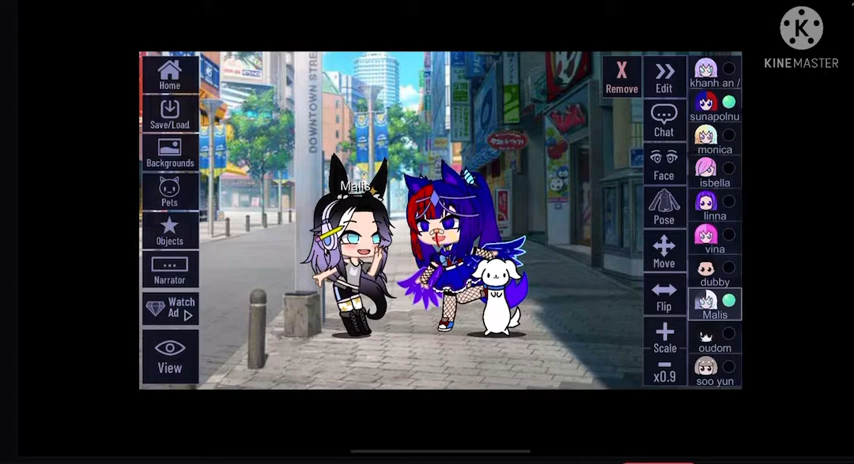 KINEMASTER
Home
Save/Load
Backgrounds
Pets
Objects
Narrator
Watch
Ad
View
DOWNTOWN STRE
Malis
X
Remove
Edit
Chat
Face
Pose
Move
Flip
Scale
x0.9
khanh an /
sunapolnu
monica
isbella
linna
vina
dubby
Malis
oudom
soo yun